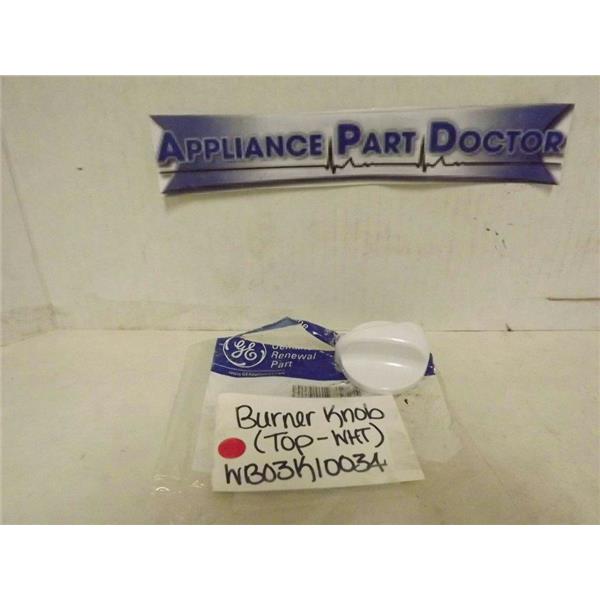 APPLIANCE PART DOCTOR
GE
Renewal
Part
Burner Knob
(TOP-WHT)
WB03K10034